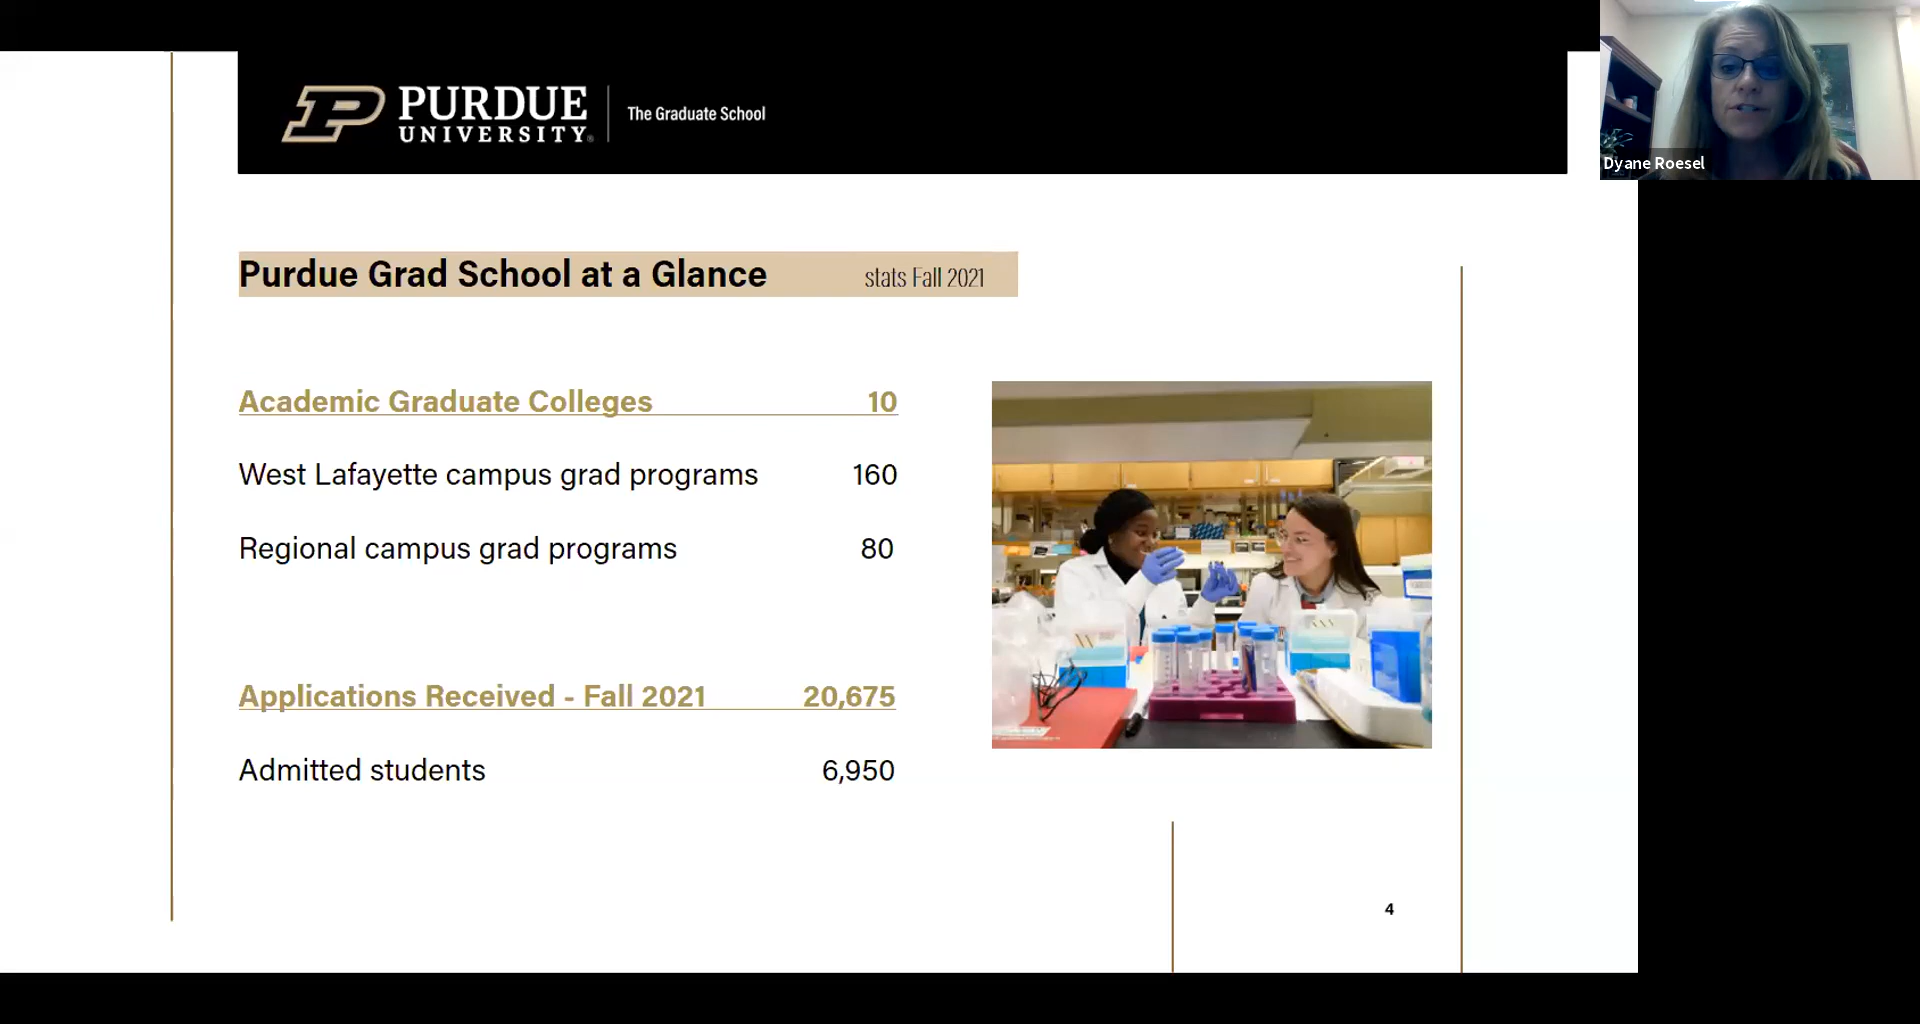 PURDUE
UNIVERSITY®
The Graduate School
Dyane Roesel
Purdue Grad School at a Glance stats Fall 2021
Academic Graduate Colleges 10
West Lafayette campus grad programs 160
Regional campus grad programs 80
Applications Received - Fall 2021 20,675
Admitted students 6,950
4